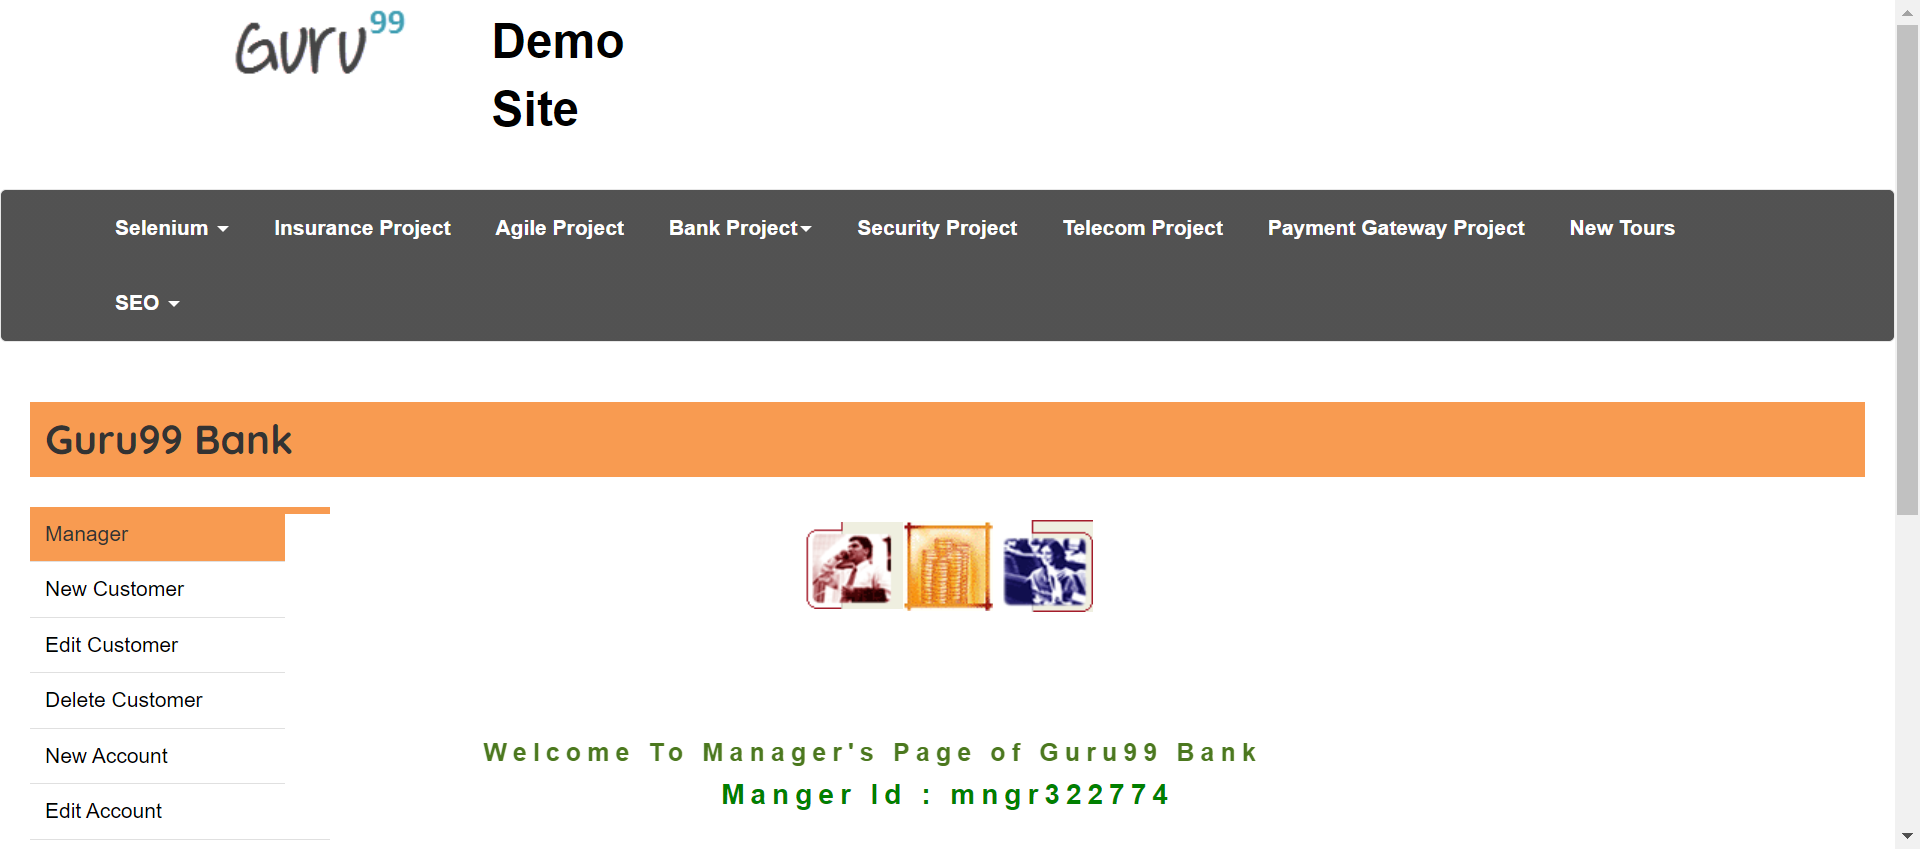 Guru99
Demo
Site
Selenium
Insurance Project
Agile Project
Bank Project
Security Project
Telecom Project
Payment Gateway Project
New Tours
SEO
Guru99 Bank
Manager
New Customer
Edit Customer
Delete Customer
New Account
Edit Account
Welcome To Manager's Page of Guru99 Bank
Manger Id : mngr322774